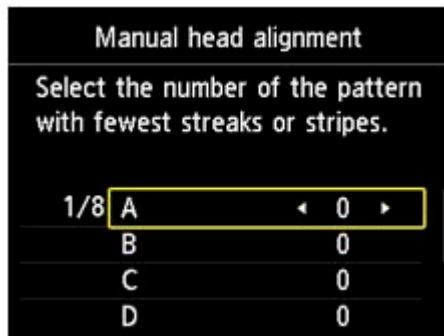 Manual head alignment
Select the number of the pattern
with fewest streaks or stripes.
1/8 A 0
B 0
C 0
D 0